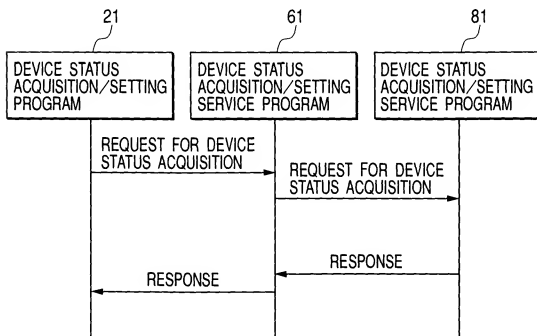 21
61
81
DEVICE STATUS
ACQUISITION/SETTING
PROGRAM
DEVICE STATUS
ACQUISITION/SETTING
SERVICE PROGRAM
DEVICE STATUS
ACQUISITION/SETTING
SERVICE PROGRAM
REQUEST FOR DEVICE
STATUS ACQUISITION
REQUEST FOR DEVICE
STATUS ACQUISITION
RESPONSE
RESPONSE